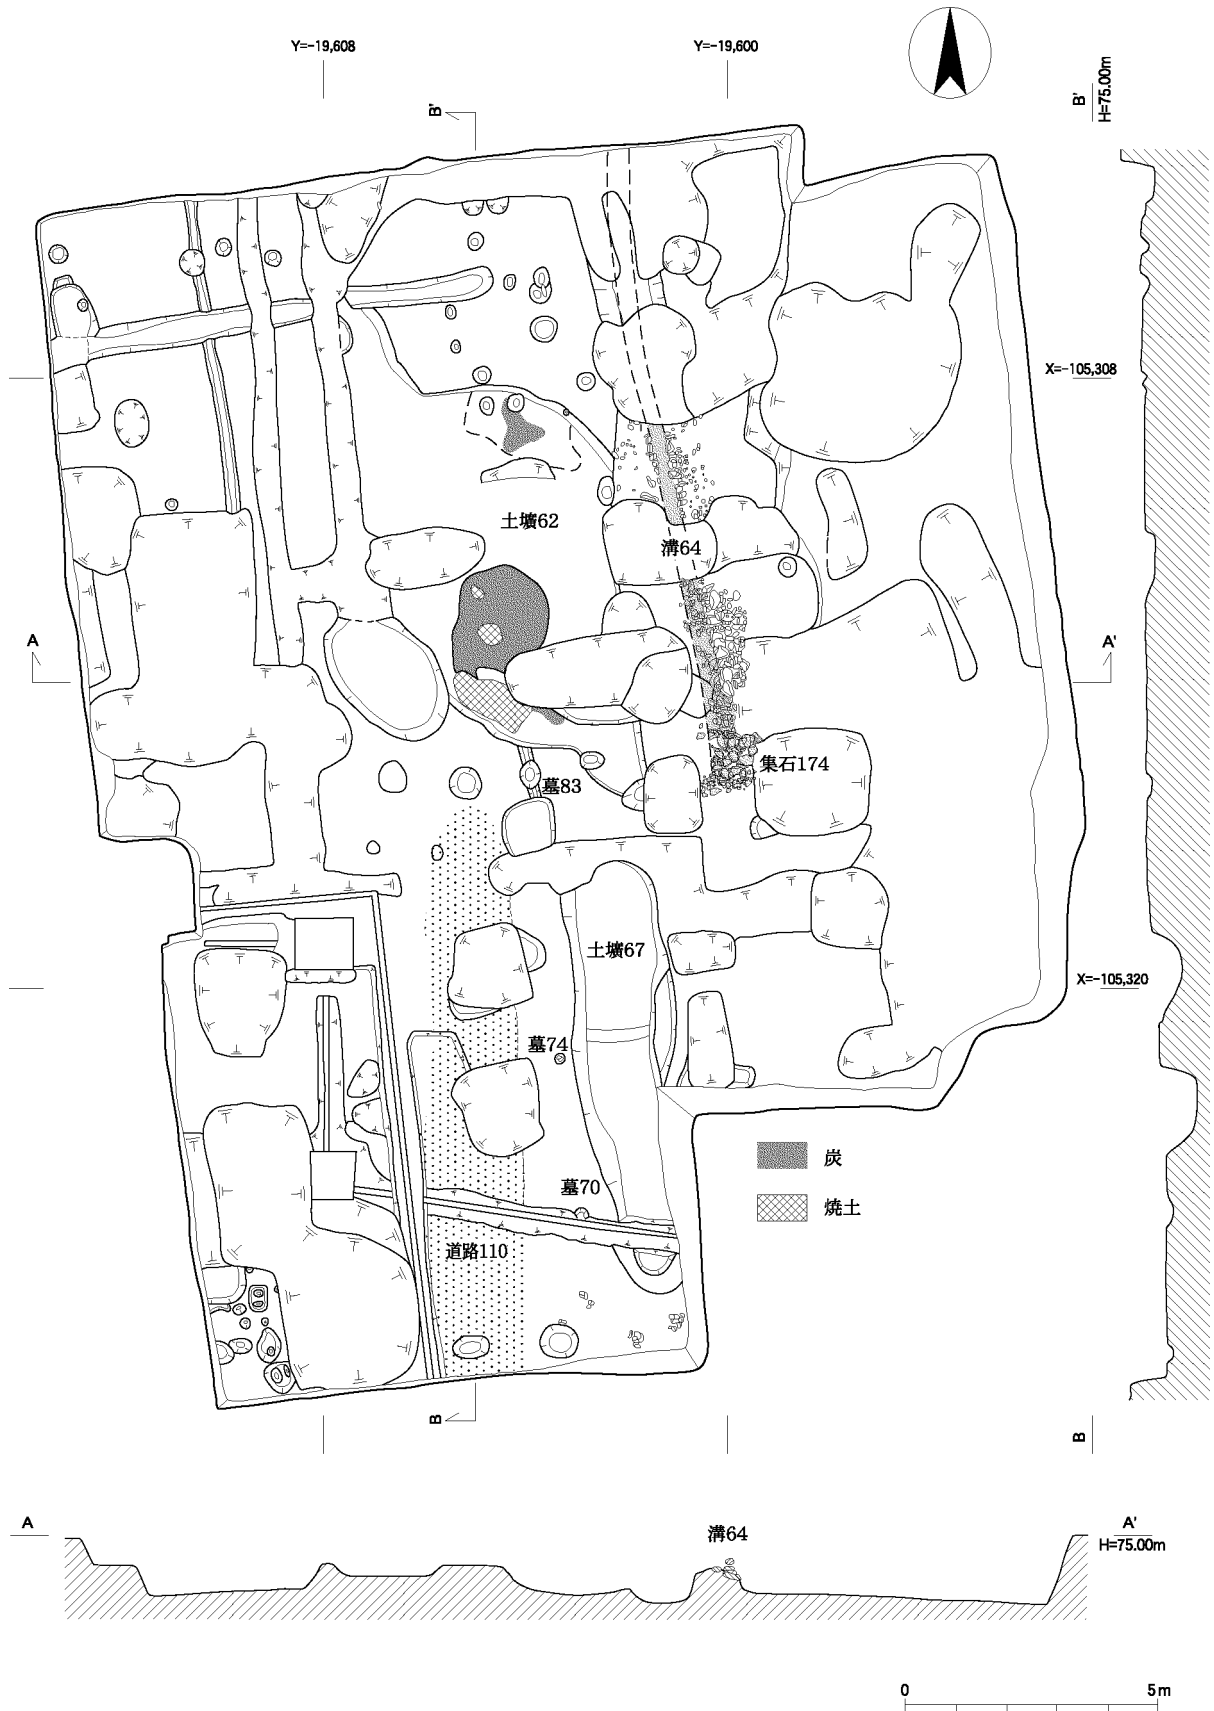 Y=-19,608
Y=-19,600
B'
B'
H=75.00m
X=-105,308
土壙62
溝64
A
A'
集石174
墓83
土壙67
X=-105,320
墓74
炭
墓70
焼土
道路110
B
B
A
溝64
A'
H=75.00m
0
5m